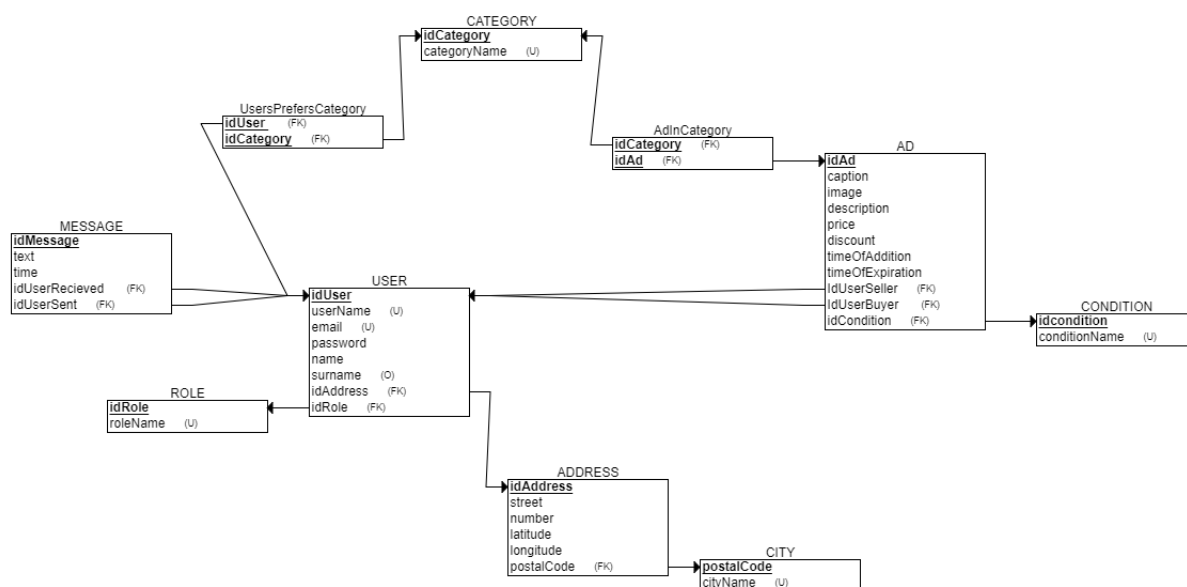 CATEGORY
idCategory
categoryName (U)
UsersPrefersCategory
idUser (FK)
idCategory (FK)
AdInCategory
idCategory (FK)
idAd (FK)
AD
idAd
caption
image
description
price
discount
timeOfAddition
timeOfExpiration
IdUserSeller (FK)
IdUserBuyer (FK)
idCondition (FK)
MESSAGE
idMessage
text
time
idUserRecieved (FK)
idUserSent (FK)
USER
idUser
userName (U)
email (U)
password
name
surname (O)
idAddress (FK)
idRole (FK)
CONDITION
idcondition
conditionName (U)
ROLE
idRole
roleName (U)
ADDRESS
idAddress
street
number
latitude
longitude
postalCode (FK)
CITY
postalCode
cityName (U)